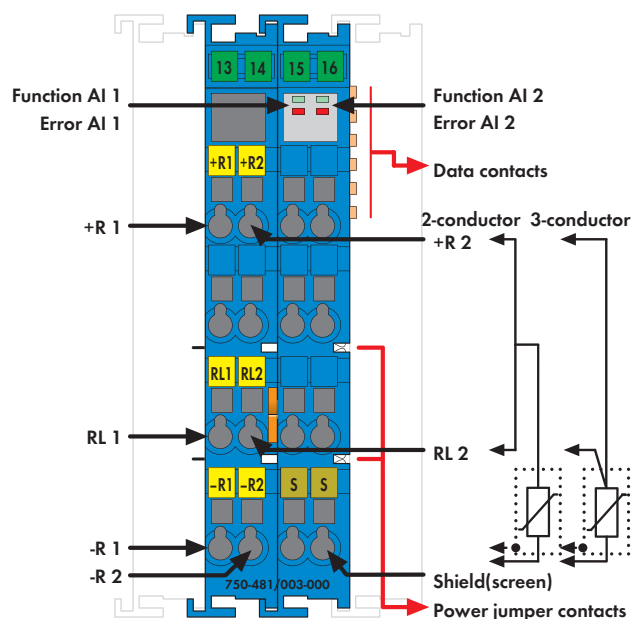 13 14 15 16
Function AI 1
Function AI 2
Error AI 1
Error AI 2
+R1 +R2
Data contacts
2-conductor 3-conductor
+R 1
+R 2
RL1 RL2
RL 1
RL 2
–R1 –R2 S S
-R 1
-R 2
750-481/003-000
Shield(screen)
Power jumper contacts